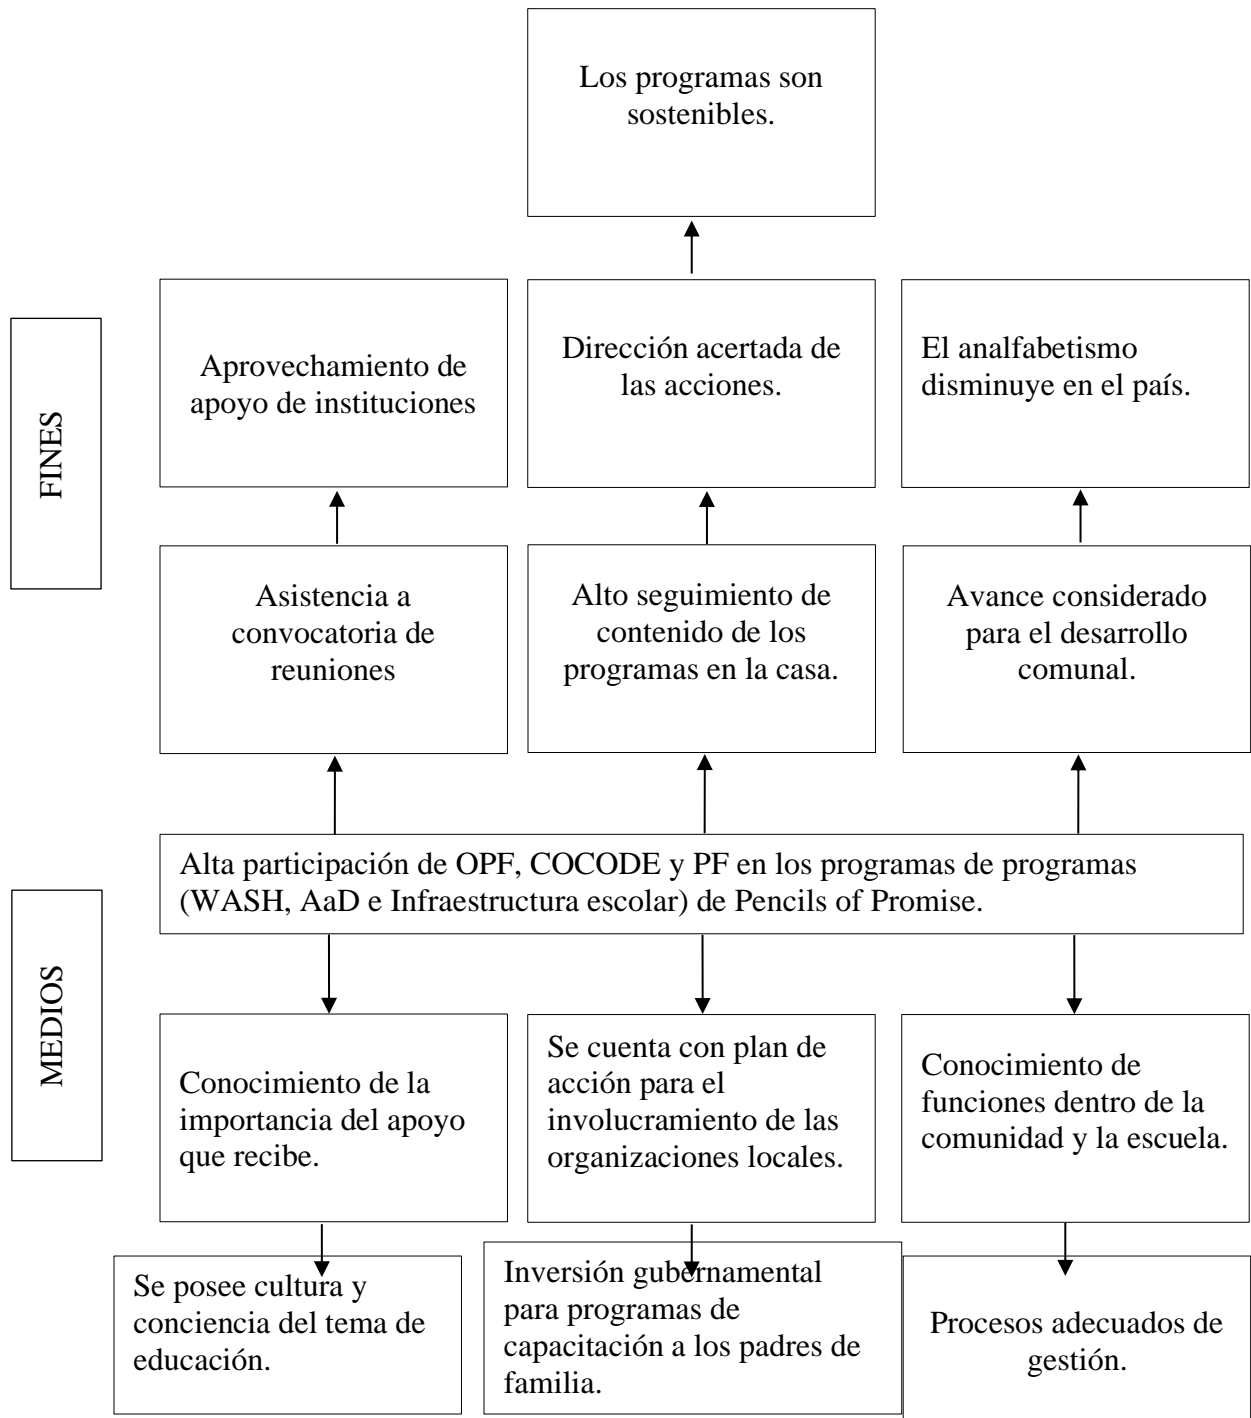 Los programas son
sostenibles.
FINES
Aprovechamiento de
apoyo de instituciones
Dirección acertada de
las acciones.
El analfabetismo
disminuye en el país.
Asistencia a
convocatoria de
reuniones
Alto seguimiento de
contenido de los
programas en la casa.
Avance considerado
para el desarrollo
comunal.
Alta participación de OPF, COCODE y PF en los programas de programas
(WASH, AaD e Infraestructura escolar) de Pencils of Promise.
MEDIOS
Conocimiento de la
importancia del apoyo
que recibe.
Se cuenta con plan de
acción para el
involucramiento de las
organizaciones locales.
Conocimiento de
funciones dentro de la
comunidad y la escuela.
Se posee cultura y
conciencia del tema de
educación.
Inversión gubernamental
para programas de
capacitación a los padres de
familia.
Procesos adecuados de
gestión.